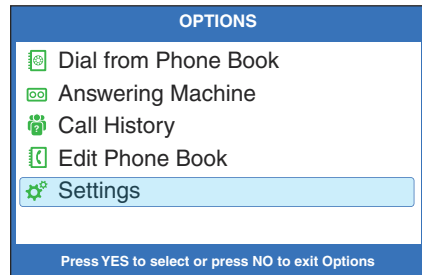 OPTIONS
Dial from Phone Book
Answering Machine
Call History
Edit Phone Book
Settings
Press YES to select or press NO to exit Options